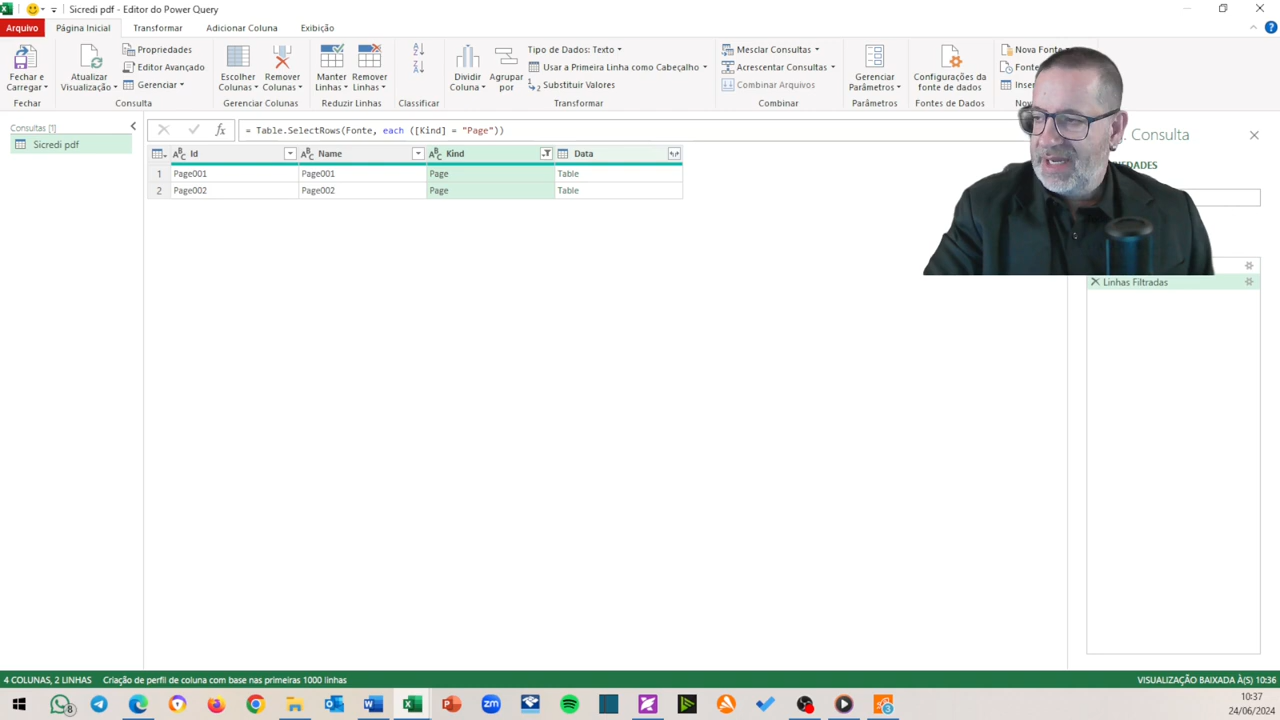 Sicredi pdf - Editor do Power Query
Arquivo Página Inicial Transformar Adicionar Coluna Exibição
Fechar e Carregar
Fechar
Atualizar Visualização
Propriedades
Editor Avançado
Gerenciar
Consulta
Escolher Colunas
Remover Colunas
Gerenciar Colunas
Manter Linhas
Remover Linhas
Reduzir Linhas
Classificar
Dividir Coluna
Agrupar por
Tipo de Dados: Texto
Usar a Primeira Linha como Cabeçalho
Substituir Valores
Transformar
Mesclar Consultas
Acrescentar Consultas
Combinar Arquivos
Combinar
Gerenciar Parâmetros
Parâmetros
Configurações da fonte de dados
Fontes de Dados
Nova Fonte
Consultas [1]
Sicredi pdf
= Table.SelectRows(Fonte, each ([Kind] = "Page"))
Id Name Kind Data
1 Page001 Page001 Page Table
2 Page002 Page002 Page Table
Consulta
Linhas Filtradas
4 COLUNAS, 2 LINHAS Criação de perfil de coluna com base nas primeiras 1000 linhas VISUALIZAÇÃO BAIXADA À(S) 10:36
10:37
24/06/2024